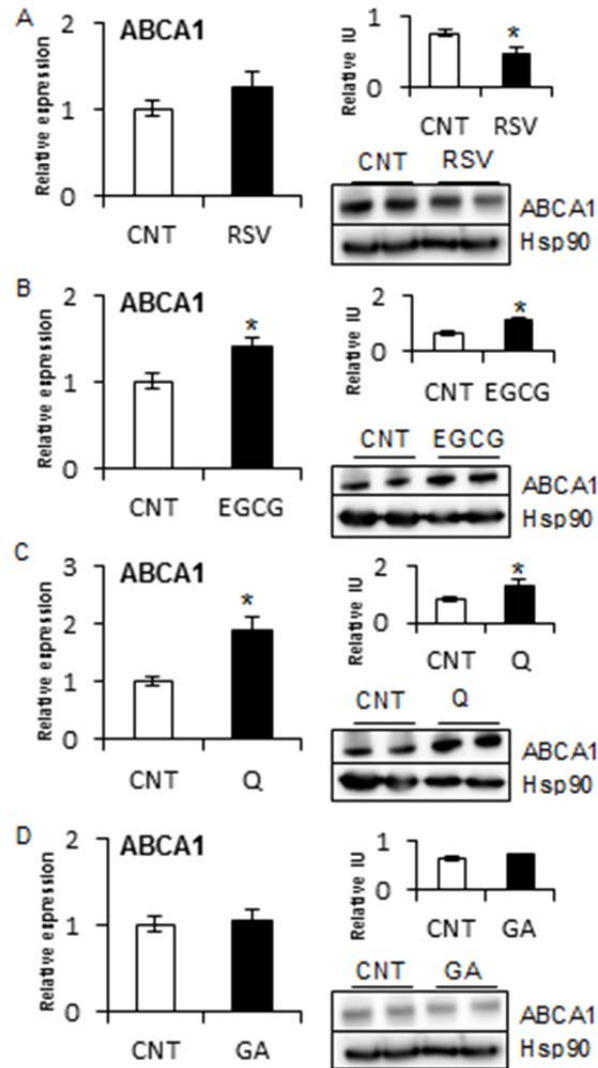 A
ABCA1
Relative expression
2
1
0
CNT RSV
Relative IU
1
0
*
CNT RSV
CNT RSV
ABCA1
Hsp90
B
ABCA1
Relative expression
2
1
0
*
CNT EGCG
Relative IU
2
0
*
CNT EGCG
CNT EGCG
ABCA1
Hsp90
C
ABCA1
Relative expression
3
2
1
0
*
CNT Q
Relative IU
2
0
*
CNT Q
CNT Q
ABCA1
Hsp90
D
ABCA1
Relative expression
2
1
0
CNT GA
Relative IU
1
0
CNT GA
CNT GA
ABCA1
Hsp90